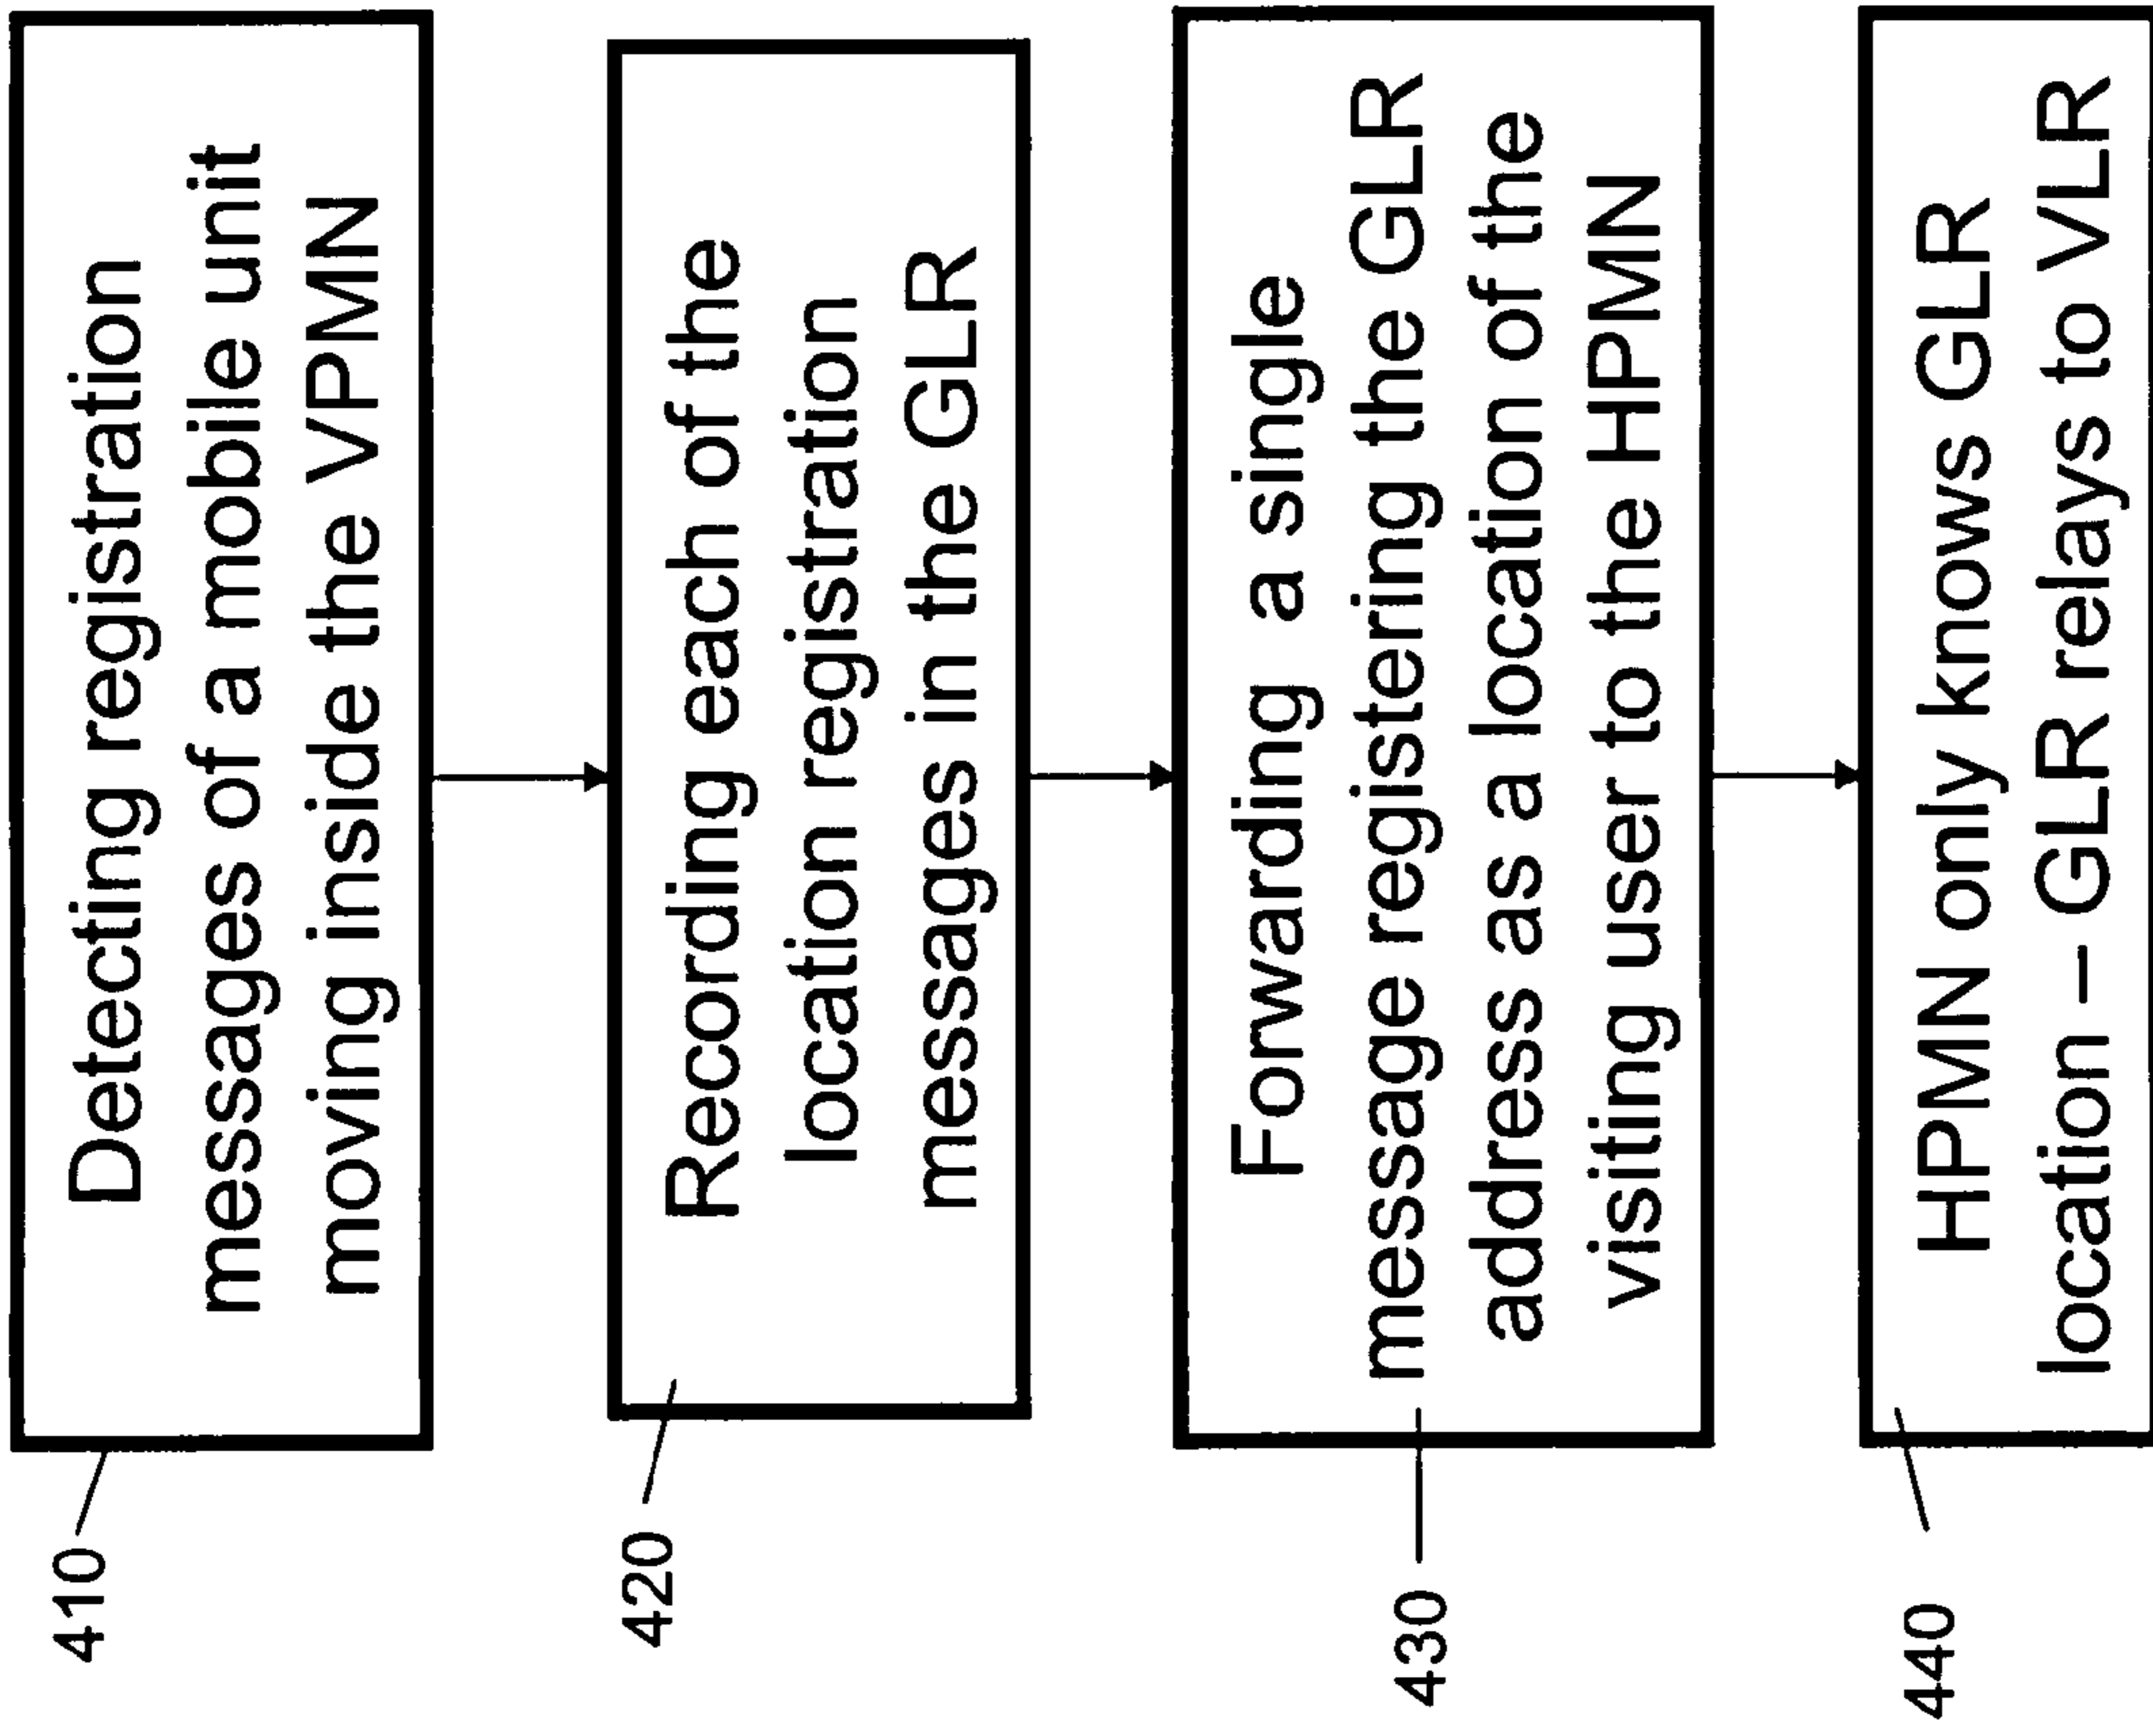 410
Detecting registration
messages of a mobile unit
moving inside the VPMN
420
Recording each of the
location registration
messages in the GLR
430
Forwarding a single
message registering the GLR
address as a location of the
visiting user to the HPMN
440
HPMN only knows GLR
location – GLR relays to VLR